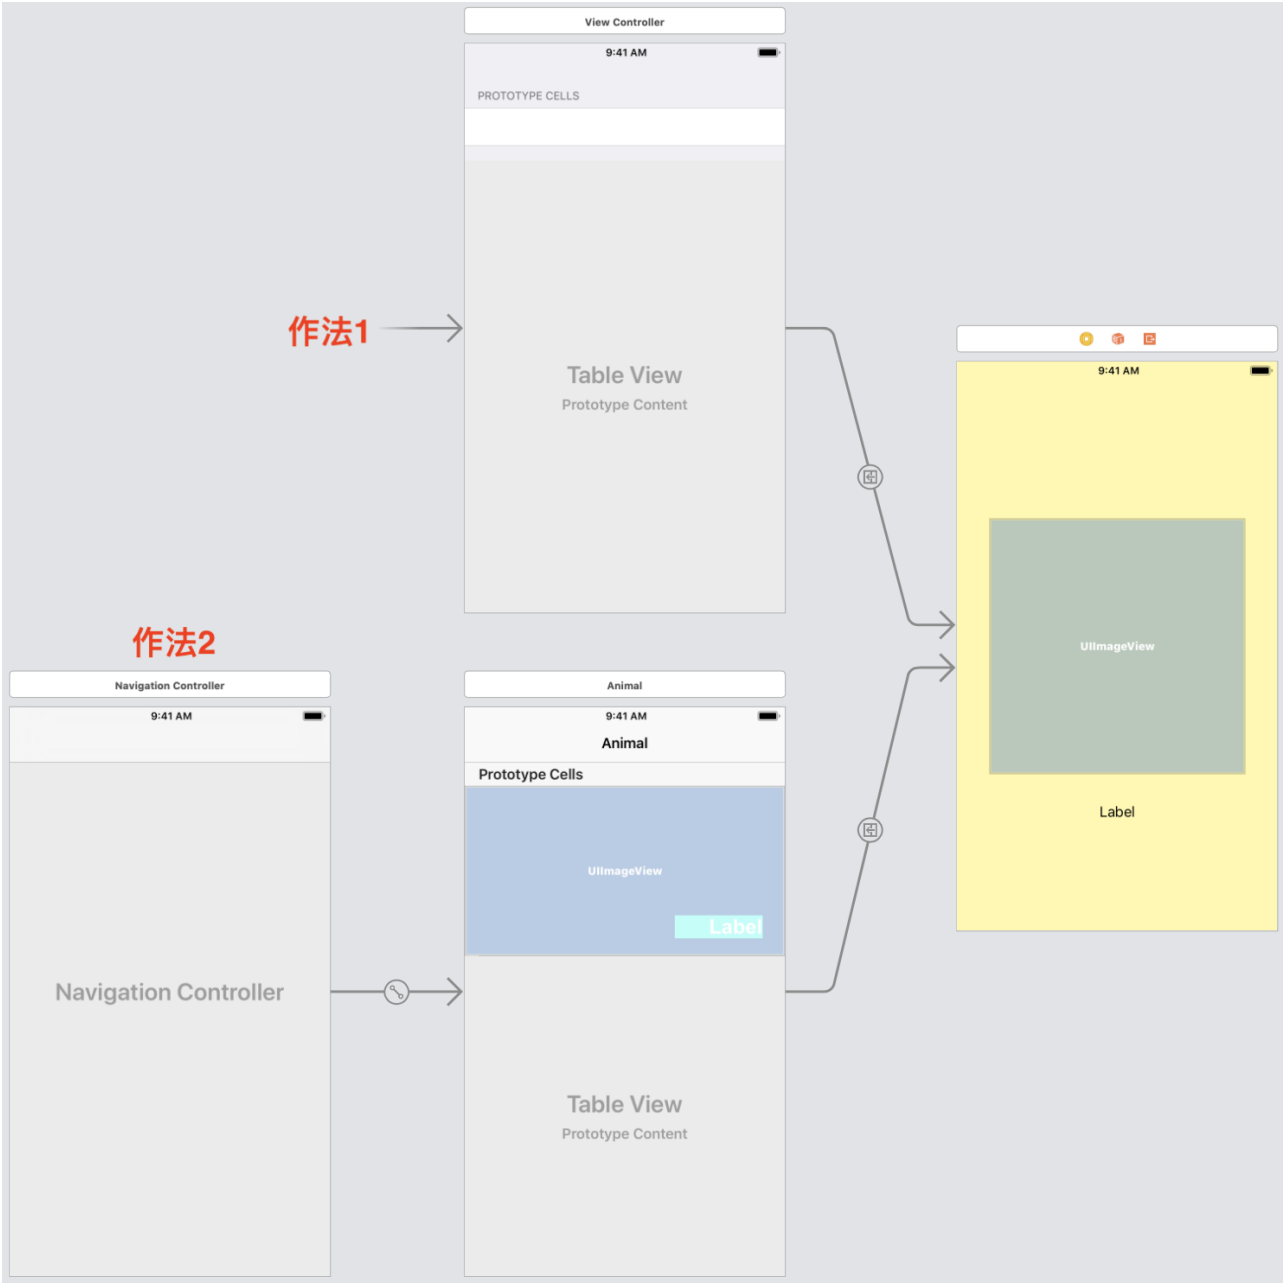 View Controller
9:41 AM
PROTOTYPE CELLS
作法1
Table View
Prototype Content
9:41 AM
UIImageView
Label
作法2
Navigation Controller
9:41 AM
Navigation Controller
Animal
9:41 AM
Animal
Prototype Cells
UIImageView
Label
Table View
Prototype Content